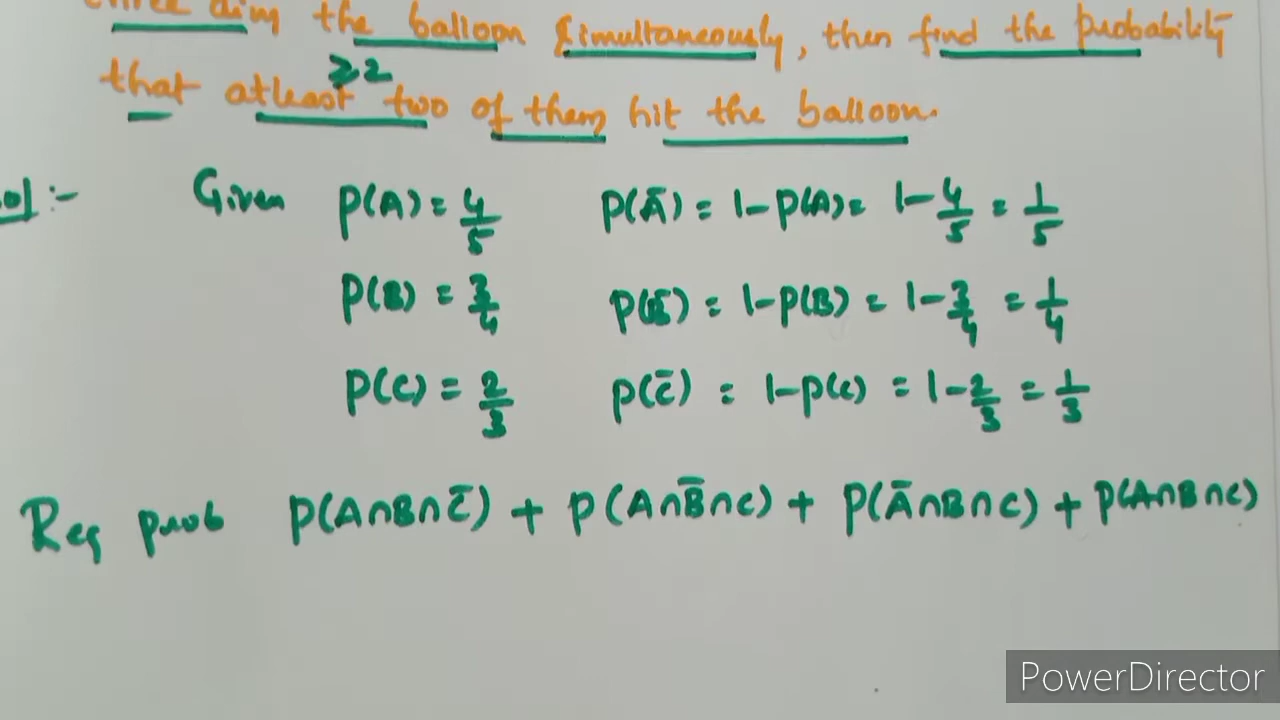 aim the balloon simultaneously, then find the probability
≥2
that atleast two of them hit the balloon.
Given P(A) = 4/5 P(Ā) = 1-P(A) = 1-4/5 = 1/5
P(B) = 3/4 P(B̄) = 1-P(B) = 1-3/4 = 1/4
P(C) = 2/3 P(C̄) = 1-P(C) = 1-2/3 = 1/3
Req prob P(A∩B∩C̄) + P(A∩B̄∩C) + P(Ā∩B∩C) + P(A∩B∩C)
PowerDirector